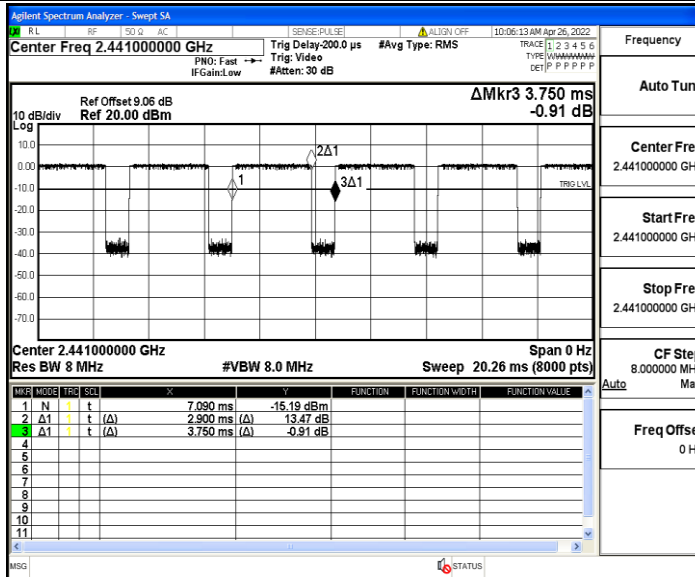 Agilent Spectrum Analyzer - Swept SA
RL RF 50 Ω AC SENSE:PULSE ALIGN OFF 10:06:13 AM Apr 26, 2022
Center Freq 2.441000000 GHz
PNO: Fast
IFGain:Low
Trig Delay-200.0 µs
Trig: Video
#Atten: 30 dB
#Avg Type: RMS
TRACE 1 2 3 4 5 6
TYPE
DET P P P P P P
Frequency
Ref Offset 9.06 dB
Ref 20.00 dBm
10 dB/div
Log
ΔMkr3 3.750 ms
-0.91 dB
10.0
0.00
-10.0
-20.0
-30.0
-40.0
-50.0
-60.0
-70.0
1
2Δ1
3Δ1
TRIG LVL
Center 2.441000000 GHz
Span 0 Hz
Res BW 8 MHz
#VBW 8.0 MHz
Sweep 20.26 ms (8000 pts)
MKR MODE TRC SCL X Y FUNCTION FUNCTION WIDTH FUNCTION VALUE
1 N 1 t 7.090 ms -15.19 dBm
2 Δ1 1 t (Δ) 2.900 ms (Δ) 13.47 dB
3 Δ1 1 t (Δ) 3.750 ms (Δ) -0.91 dB
4
5
6
7
8
9
10
11
MSG
STATUS
Auto Tun
Center Fre
2.441000000 GH
Start Fre
2.441000000 GH
Stop Fre
2.441000000 GH
CF Ste
8.000000 MH
Auto Ma
Freq Offse
0 H